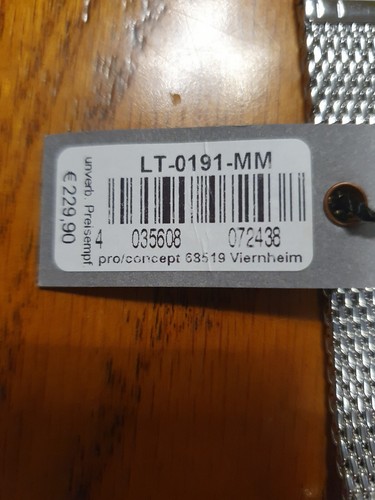 LT-0191-MM
4 035608 072438
pro/concept 68519 Viernheim
unverb. Preisempf
€229,90